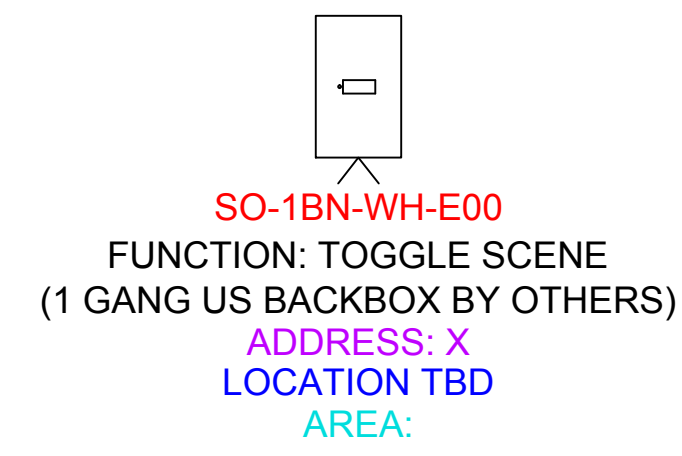 SO-1BN-WH-E00
FUNCTION: TOGGLE SCENE
(1 GANG US BACKBOX BY OTHERS)
ADDRESS: X
LOCATION TBD
AREA: